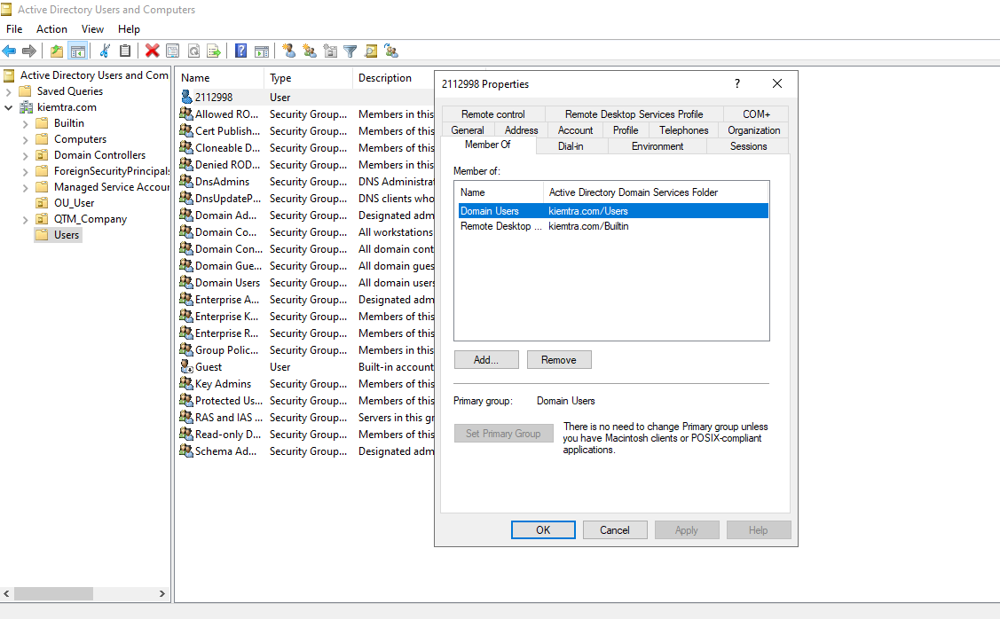 Active Directory Users and Computers
File Action View Help
Active Directory Users and Com
Saved Queries
kiemtra.com
Builtin
Computers
Domain Controllers
ForeignSecurityPrincipals
Managed Service Accour
OU_User
QTM_Company
Users
Name Type Description
2112998 User
Allowed RO... Security Group... Members in this
Cert Publish... Security Group... Members of this
Cloneable D... Security Group... Members of this
Denied ROD... Security Group... Members in this
DnsAdmins Security Group... DNS Administra
DnsUpdateP... Security Group... DNS clients who
Domain Ad... Security Group... Designated adm
Domain Co... Security Group... All workstations
Domain Con... Security Group... All domain cont
Domain Gue... Security Group... All domain gues
Domain Users Security Group... All domain users
Enterprise A... Security Group... Designated adm
Enterprise K... Security Group... Members of this
Enterprise R... Security Group... Members of this
Group Polic... Security Group... Members in this
Guest User Built-in account
Key Admins Security Group... Members of this
Protected Us... Security Group... Members of this
RAS and IAS ... Security Group... Servers in this gr
Read-only D... Security Group... Members of this
Schema Ad... Security Group... Designated adm
2112998 Properties ?
Remote control Remote Desktop Services Profile COM+
General Address Account Profile Telephones Organization
Member Of Dial-in Environment Sessions
Member of:
Name Active Directory Domain Services Folder
Domain Users kiemtra.com/Users
Remote Desktop ... kiemtra.com/Builtin
Add... Remove
Primary group: Domain Users
Set Primary Group
There is no need to change Primary group unless
you have Macintosh clients or POSIX-compliant
applications.
OK Cancel Apply Help